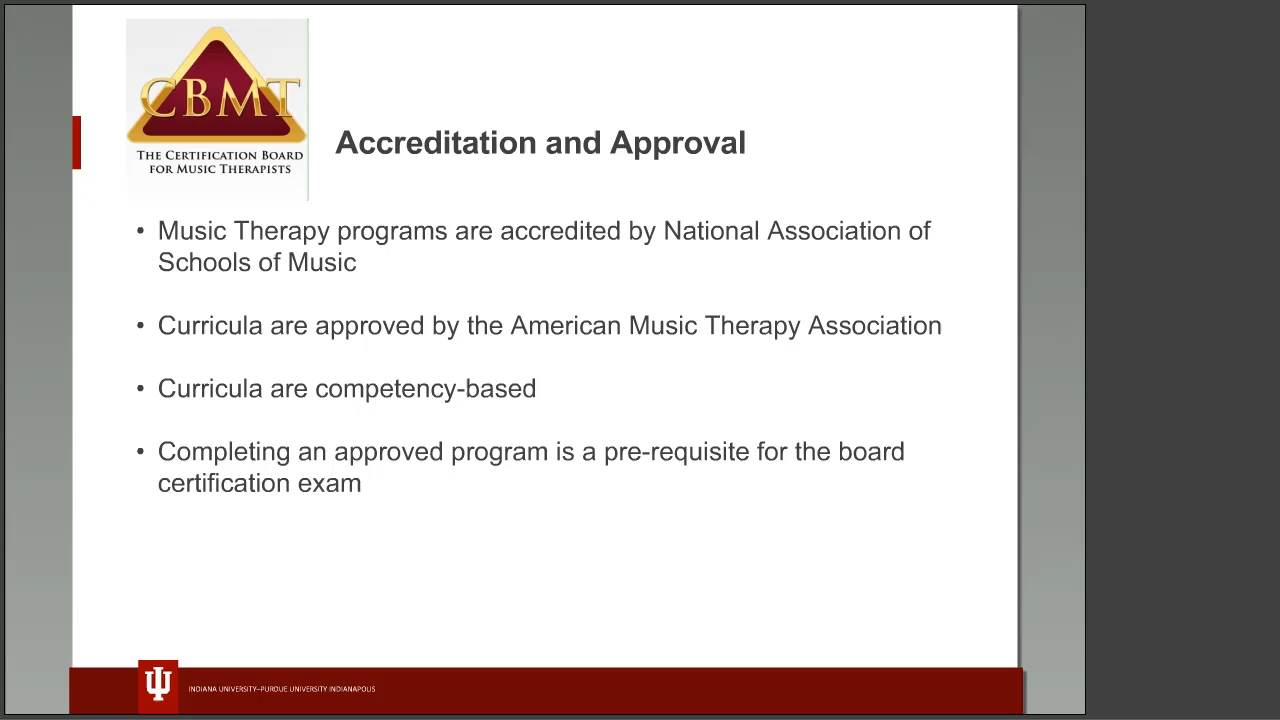 CBMT
THE CERTIFICATION BOARD
FOR MUSIC THERAPISTS
Accreditation and Approval
• Music Therapy programs are accredited by National Association of
Schools of Music
• Curricula are approved by the American Music Therapy Association
• Curricula are competency-based
• Completing an approved program is a pre-requisite for the board
certification exam
INDIANA UNIVERSITY–PURDUE UNIVERSITY INDIANAPOLIS